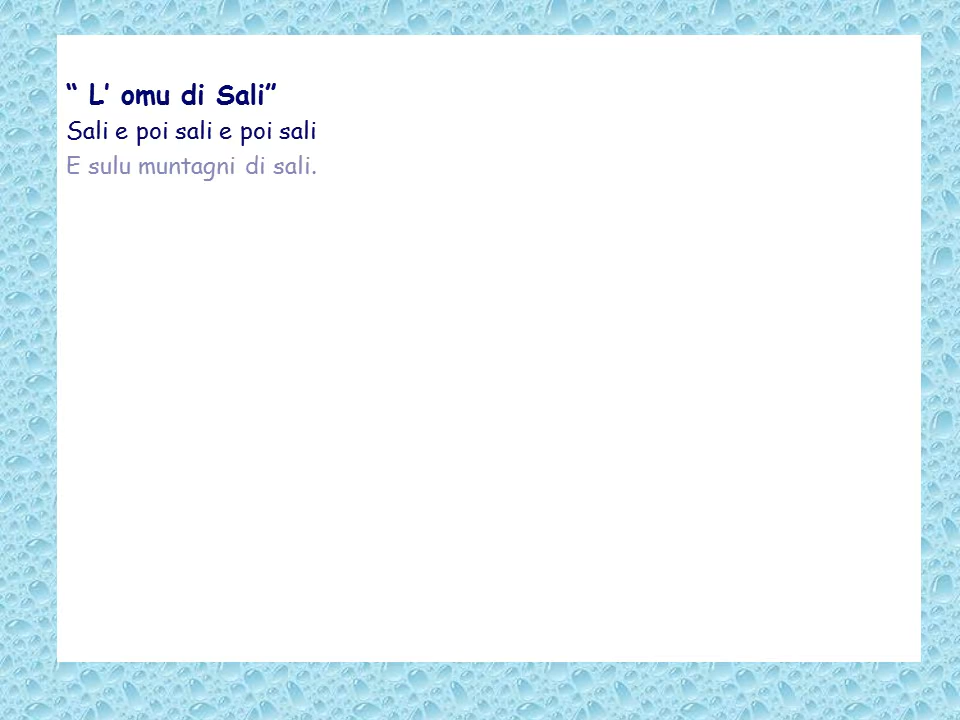 “ L’ omu di Sali”
Sali e poi sali e poi sali
E sulu muntagni di sali.